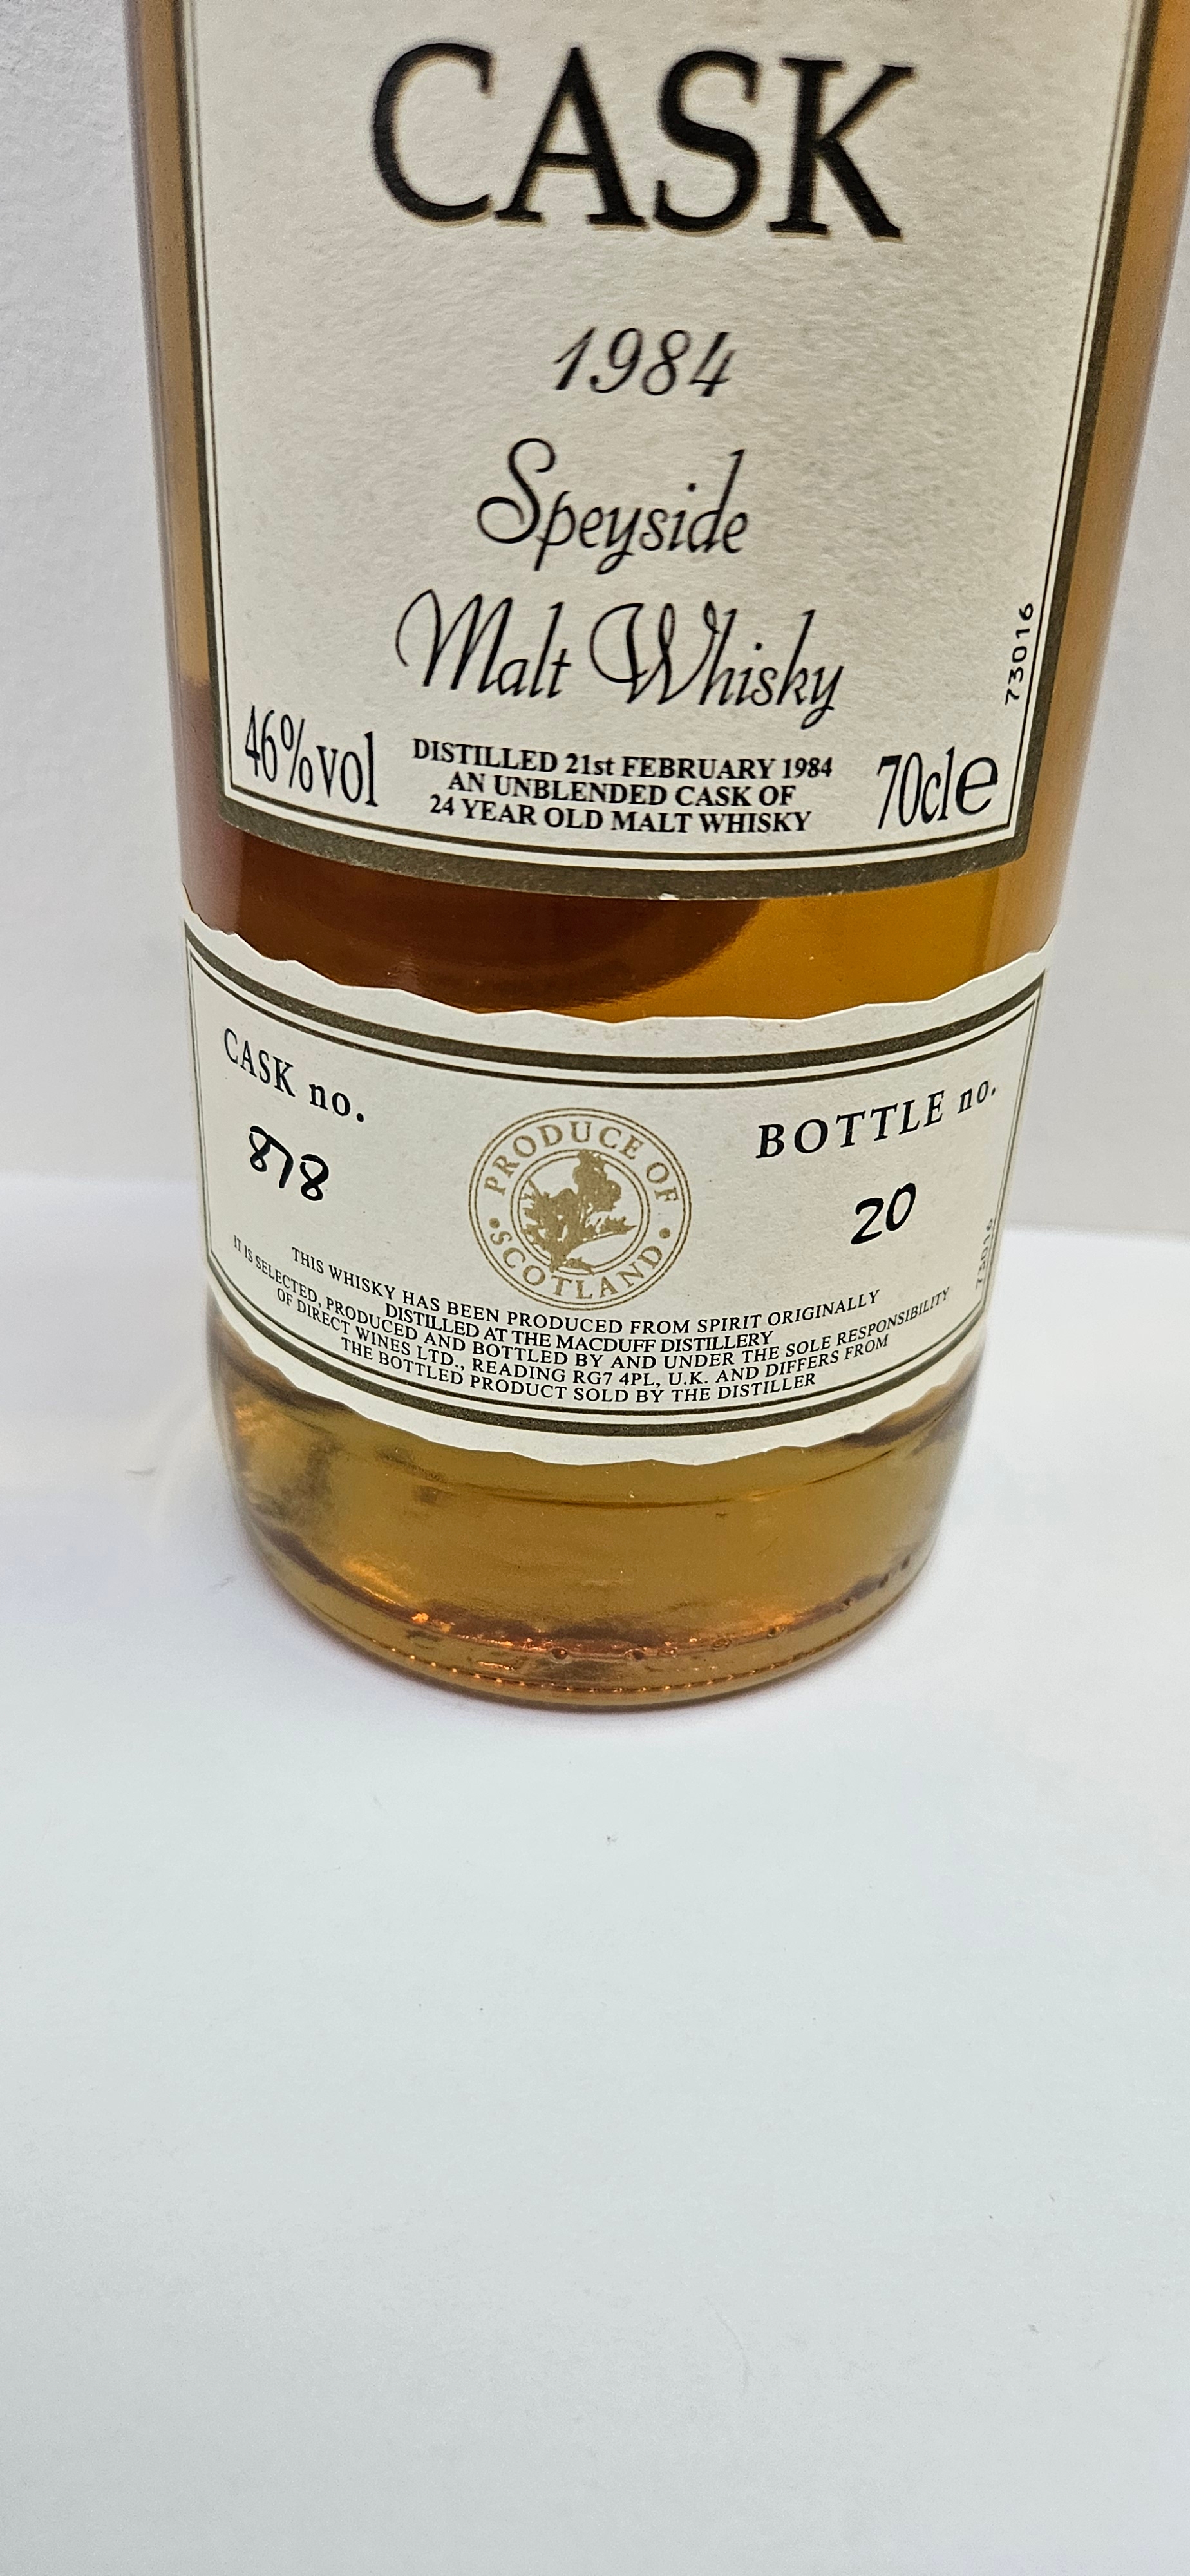 CASK
1984
Speyside
Malt Whisky
73016
46%vol
DISTILLED 21st FEBRUARY 1984
AN UNBLENDED CASK OF
24 YEAR OLD MALT WHISKY
70cle
CASK no.
878
PRODUCE OF
• SCOTLAND •
BOTTLE no.
20
73016
THIS WHISKY HAS BEEN PRODUCED FROM SPIRIT ORIGINALLY
DISTILLED AT THE MACDUFF DISTILLERY
IT IS SELECTED, PRODUCED AND BOTTLED BY AND UNDER THE SOLE RESPONSIBILITY
OF DIRECT WINES LTD., READING RG7 4PL, U.K. AND DIFFERS FROM
THE BOTTLED PRODUCT SOLD BY THE DISTILLER